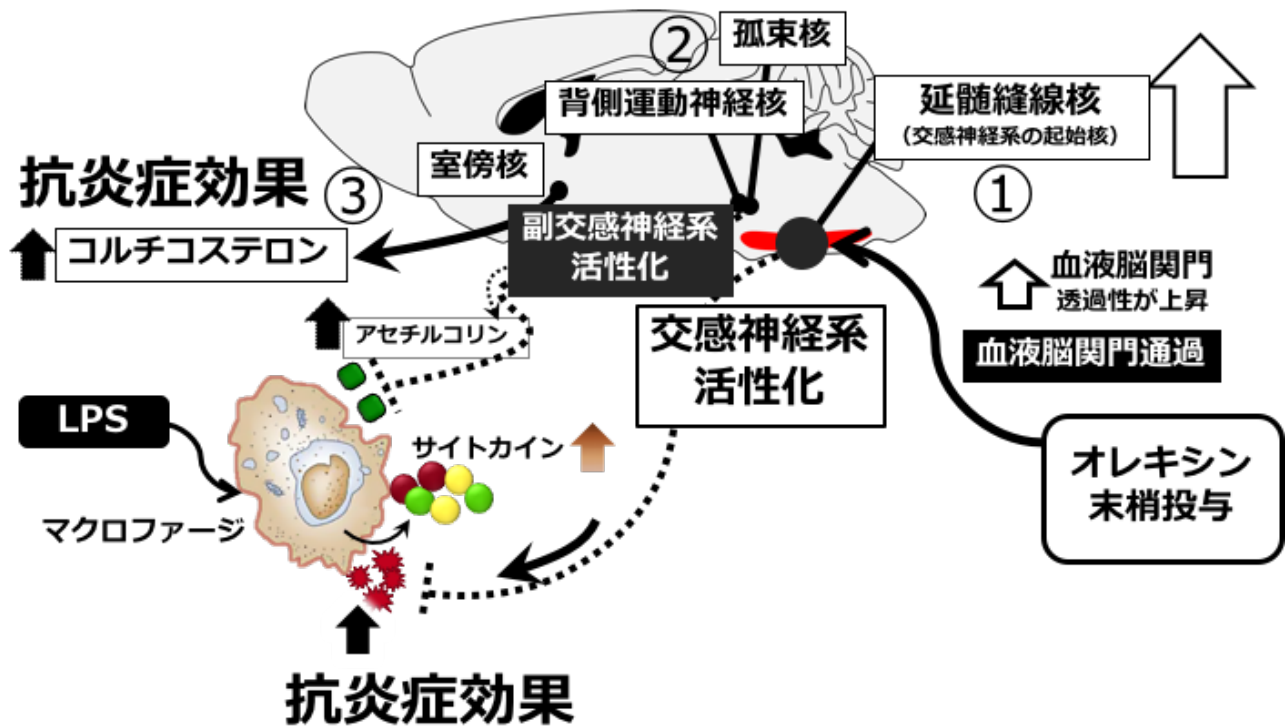 ②
孤束核
背側運動神経核
延髄縫線核
（交感神経系の起始核）
①
室傍核
抗炎症効果
③
コルチコステロン
副交感神経系
活性化
血液脳関門
透過性が上昇
血液脳関門通過
アセチルコリン
交感神経系
活性化
LPS
サイトカイン
マクロファージ
オレキシン
末梢投与
抗炎症効果